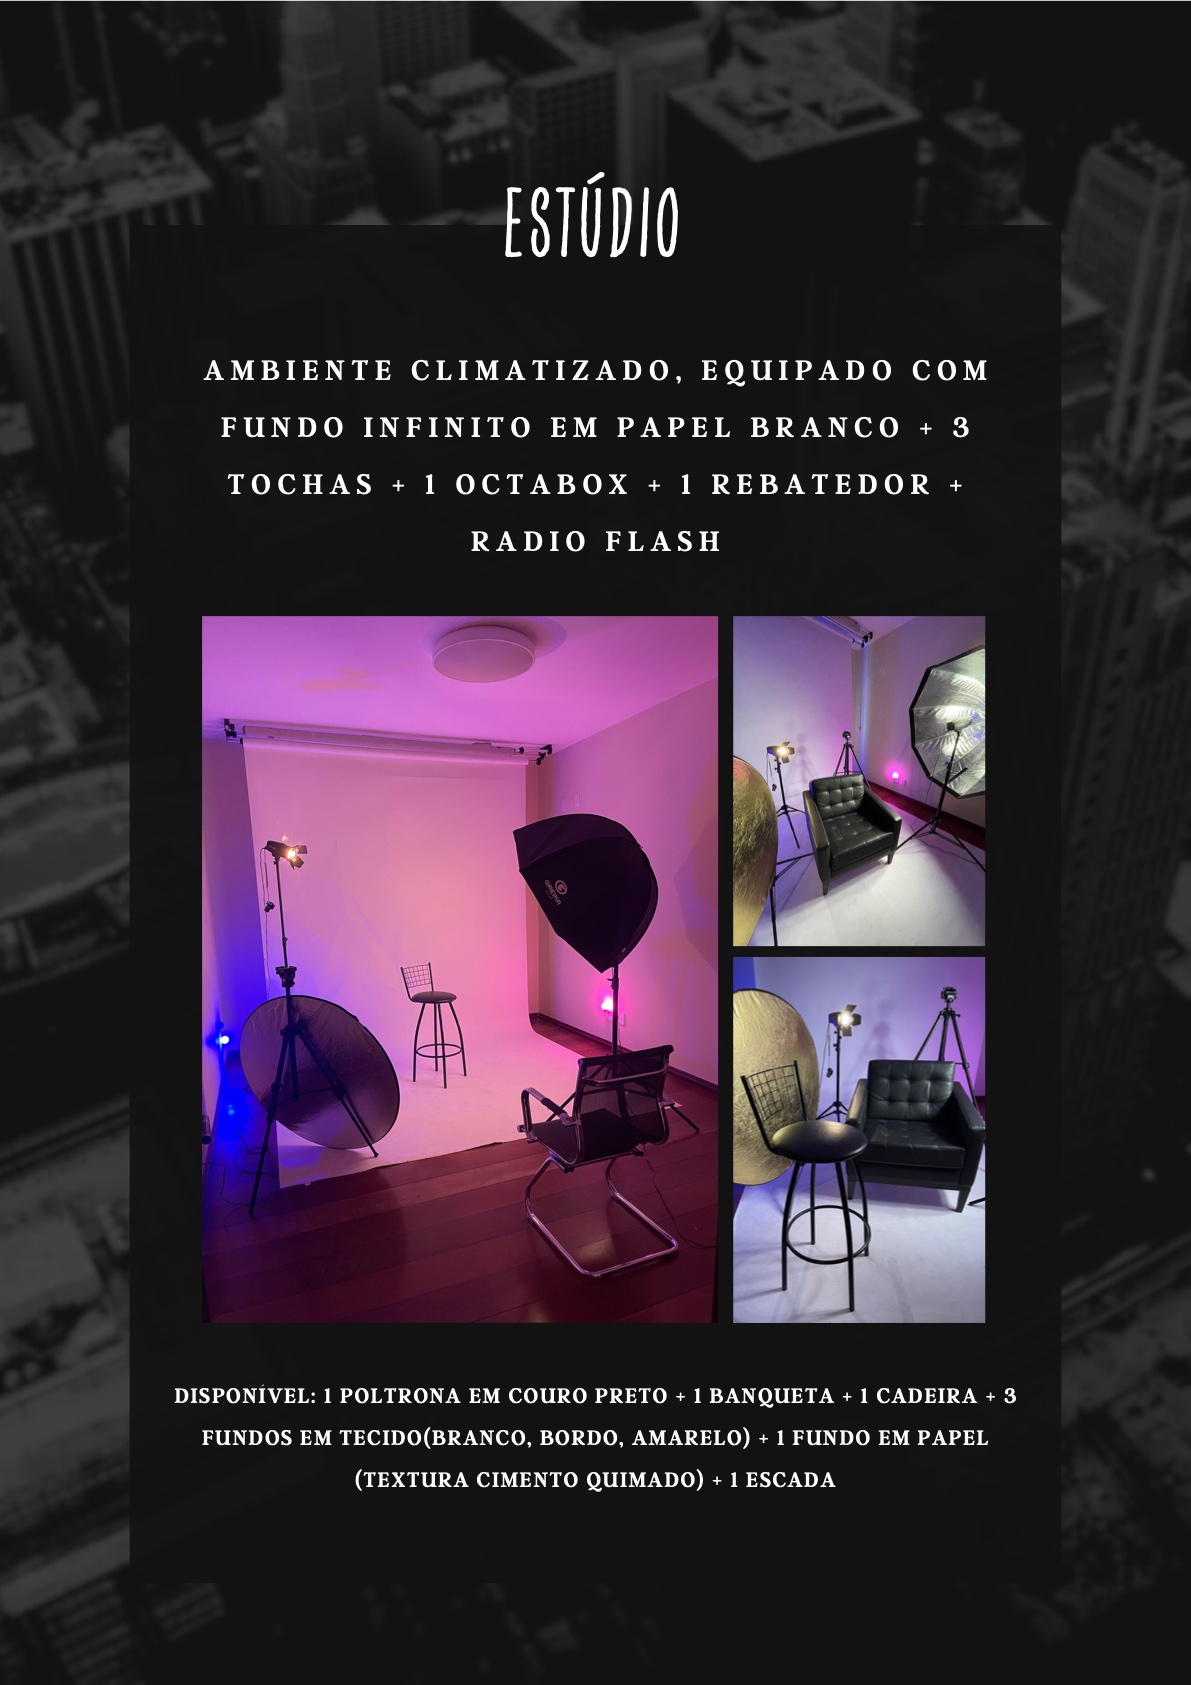 ESTÚDIO
AMBIENTE CLIMATIZADO, EQUIPADO COM
FUNDO INFINITO EM PAPEL BRANCO + 3
TOCHAS + 1 OCTABOX + 1 REBATEDOR +
RADIO FLASH
GREIKA
DISPONÍVEL: 1 POLTRONA EM COURO PRETO + 1 BANQUETA + 1 CADEIRA + 3
FUNDOS EM TECIDO(BRANCO, BORDO, AMARELO) + 1 FUNDO EM PAPEL
(TEXTURA CIMENTO QUIMADO) + 1 ESCADA